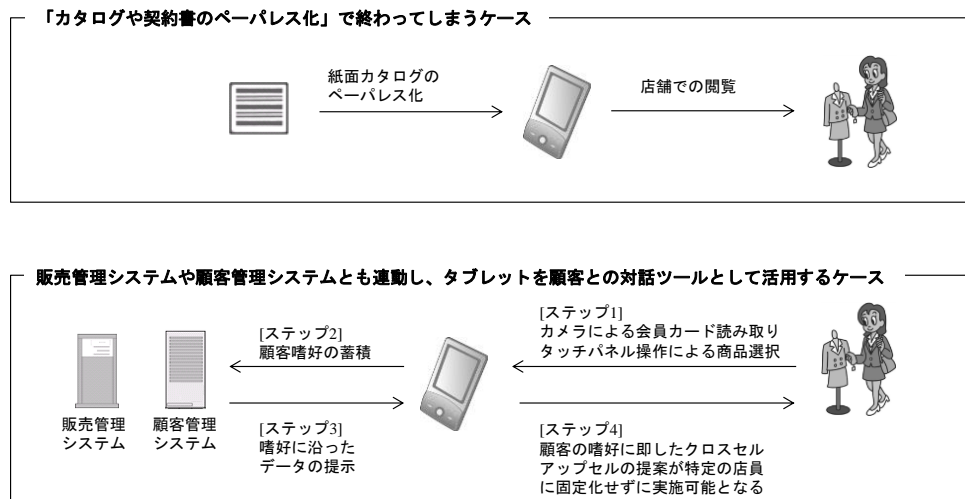 「カタログや契約書のペーパレス化」で終わってしまうケース
紙面カタログの
ペーパレス化
店舗での閲覧
販売管理システムや顧客管理システムとも連動し、タブレットを顧客との対話ツールとして活用するケース
[ステップ1]
カメラによる会員カード読み取り
タッチパネル操作による商品選択
[ステップ2]
顧客嗜好の蓄積
販売管理
システム
顧客管理
システム
[ステップ3]
嗜好に沿った
データの提示
[ステップ4]
顧客の嗜好に即したクロスセル
アップセルの提案が特定の店員
に固定化せずに実施可能となる